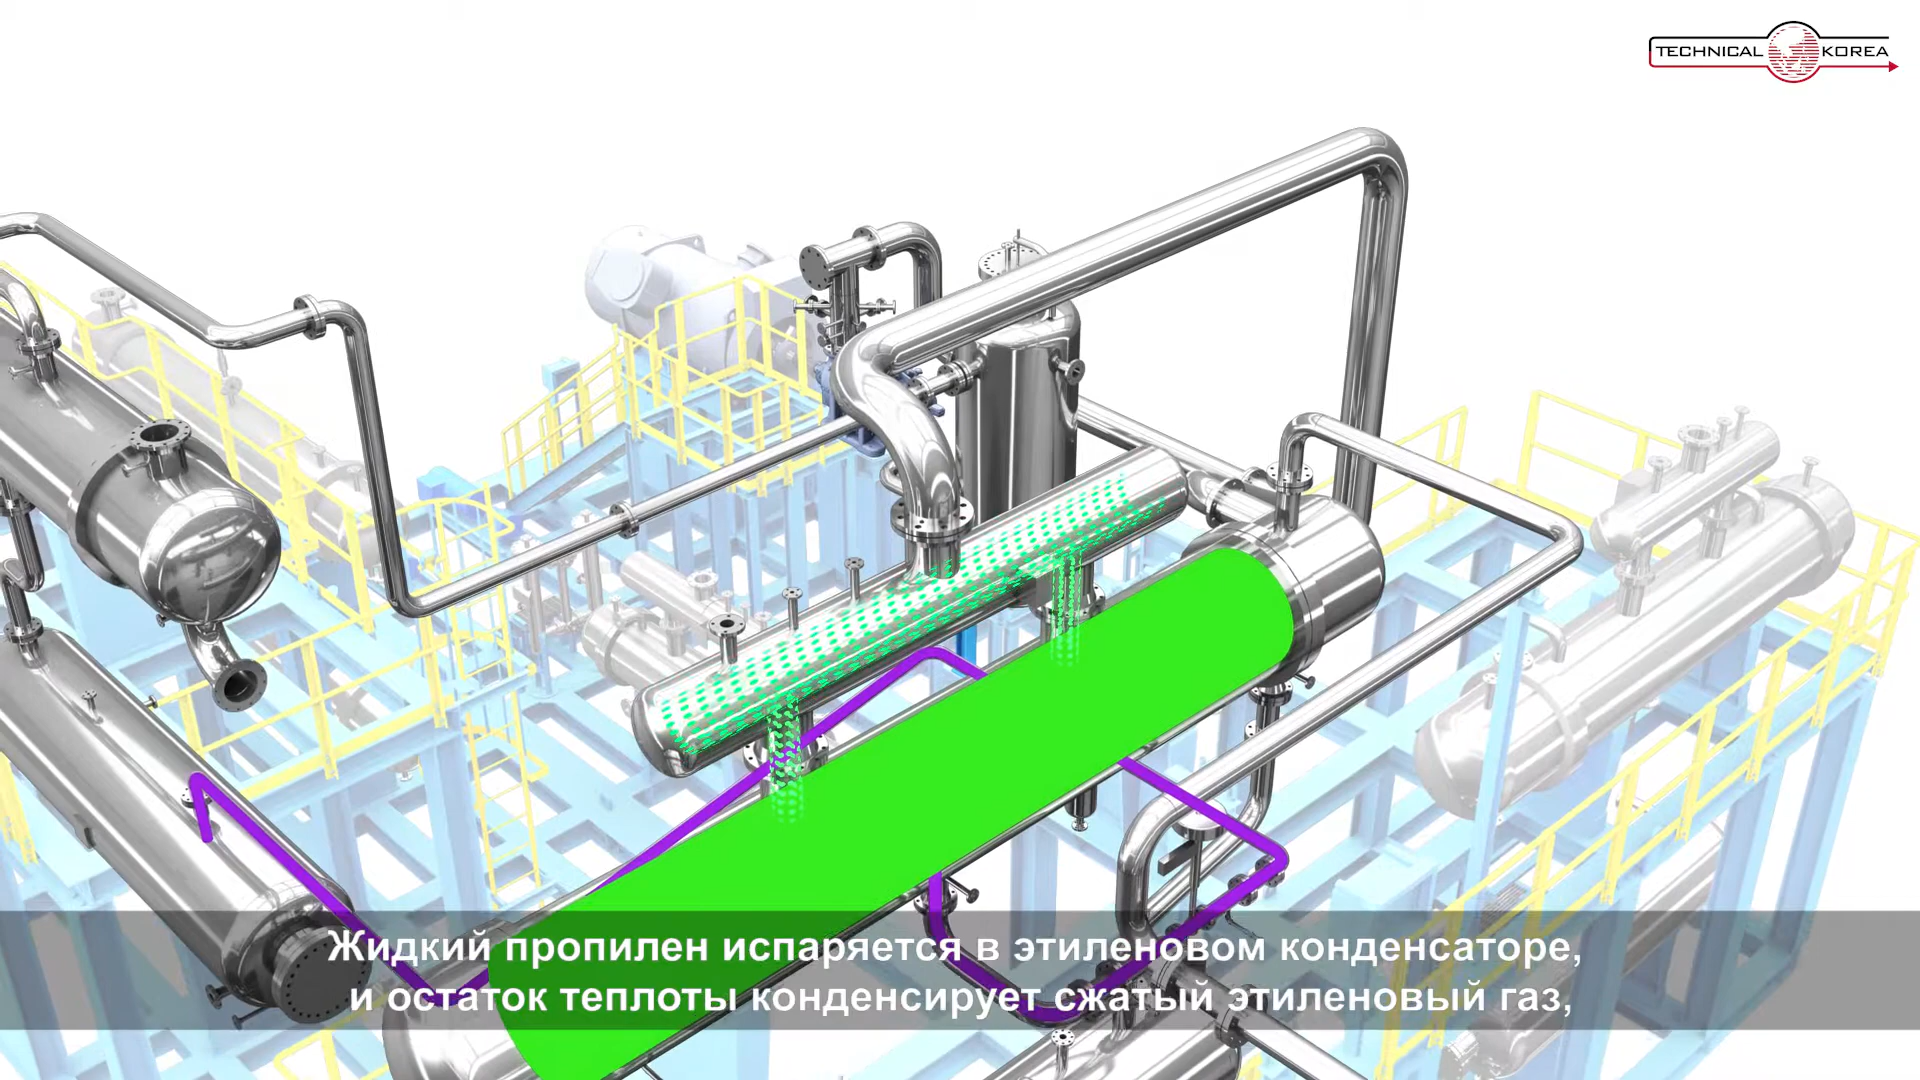 TECHNICAL KOREA
Жидкий пропилен испаряется в этиленовом конденсаторе,
и остаток теплоты конденсирует сжатый этиленовый газ,